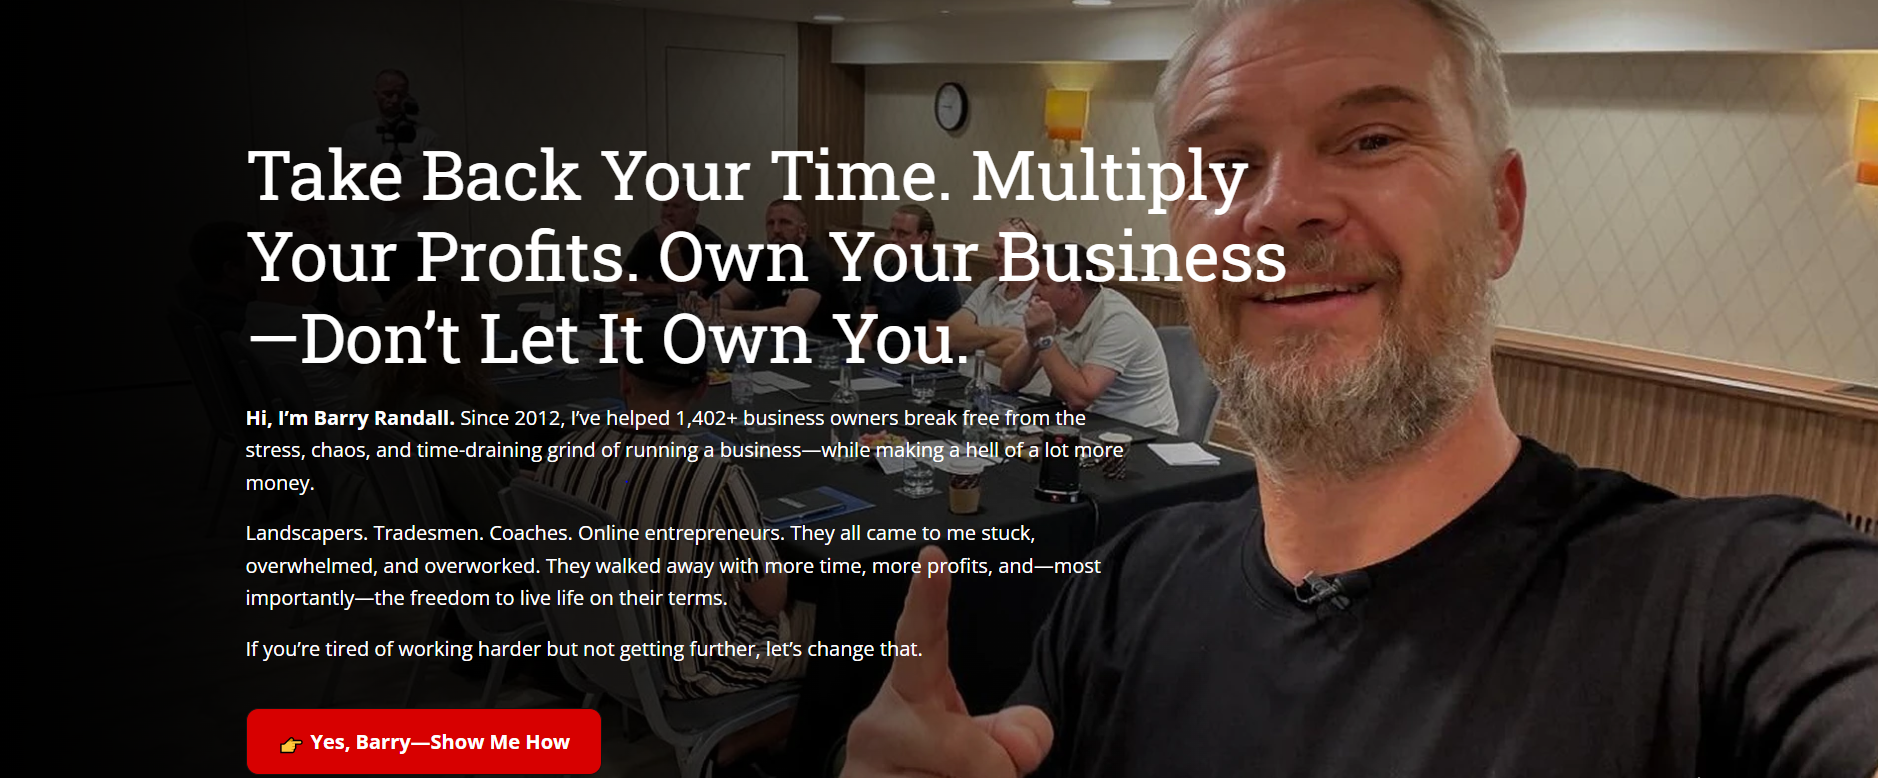 Take Back Your Time. Multiply
Your Profits. Own Your Business
—Don’t Let It Own You.
Hi, I’m Barry Randall. Since 2012, I’ve helped 1,402+ business owners break free from the
stress, chaos, and time-draining grind of running a business—while making a hell of a lot more
money.
Landscapers. Tradesmen. Coaches. Online entrepreneurs. They all came to me stuck,
overwhelmed, and overworked. They walked away with more time, more profits, and—most
importantly—the freedom to live life on their terms.
If you’re tired of working harder but not getting further, let’s change that.
👉 Yes, Barry—Show Me How